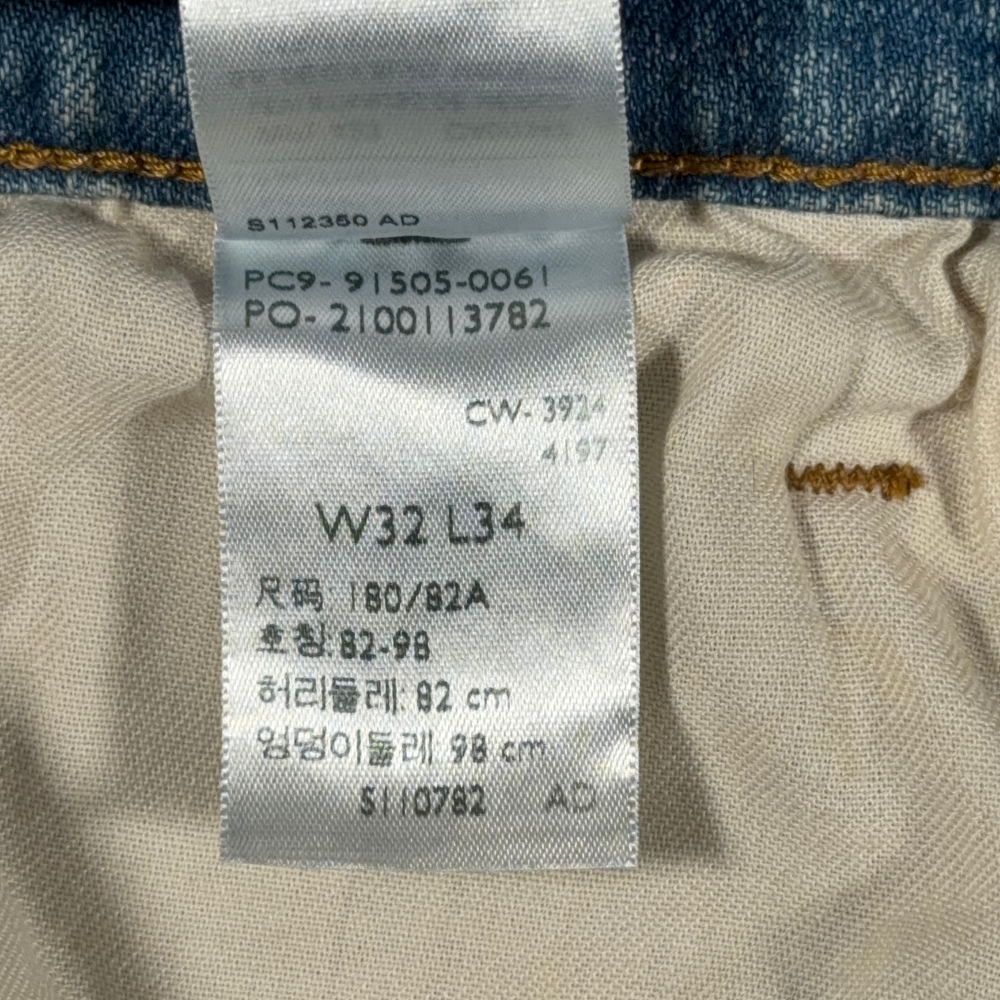 S112350 AD
PC9- 91505-0061
PO- 2100113782
CW- 3924
4197
W32 L34
尺码 180/82A
호칭: 82-98
허리둘레: 82 cm
엉덩이둘레: 98 cm
S110782 AD